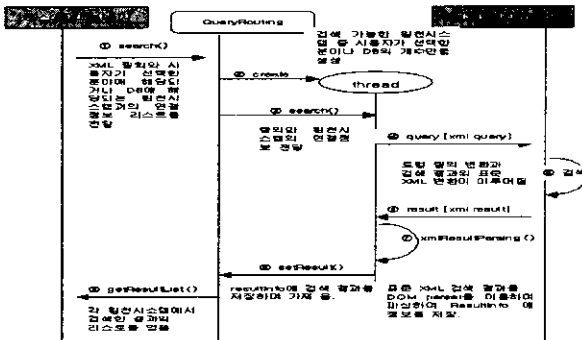 QueryRouting
① search()
XML 질의와 사
용자가 선택한
분야에 해당되
거나 DB에 해
당되는 원천시
스템과의 연결
정보 리스트를
전달
검색 가능한 원천시스
템 중 사용자가 선택한
분야나 DB의 개수만큼
생성
② create
thread
③ search()
질의와 원천시
스템의 연결정
보 전달
④ query [xml query]
로컬 질의 변환과
검색 결과의 표준
XML 변환이 이루어짐
⑤ 검색
⑥ result [xml result]
⑦ xmlResultParsing()
⑧ setResult()
resultInfo에 검색 결과를
저장하여 가져 옴.
표준 XML 검색 결과를
DOM parser를 이용하여
파싱하여 ResultInfo 에
정보를 저장.
⑨ getResultList()
각 원천시스템에서
검색한 결과의
리스트를 얻음